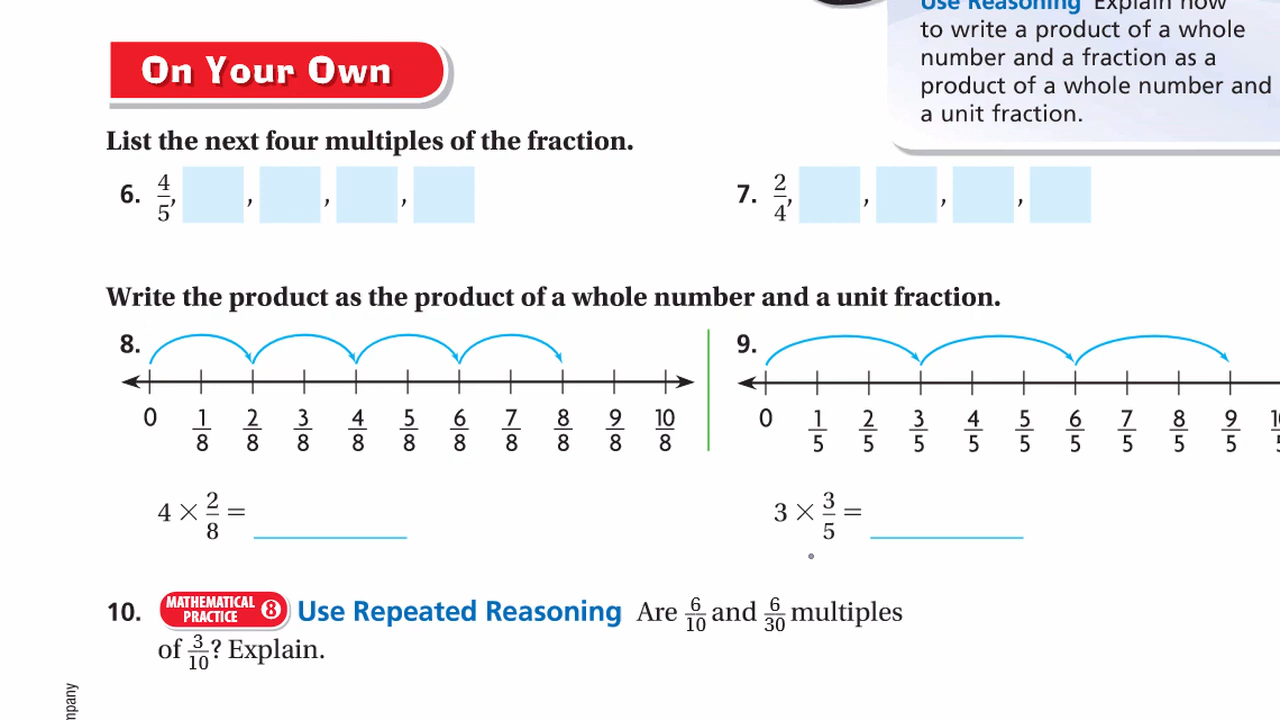 Use Reasoning Explain how
to write a product of a whole
number and a fraction as a
product of a whole number and
a unit fraction.
On Your Own
List the next four multiples of the fraction.
6. 4/5, , , ,
7. 2/4, , , ,
Write the product as the product of a whole number and a unit fraction.
8.
0 1/8 2/8 3/8 4/8 5/8 6/8 7/8 8/8 9/8 10/8
4 × 2/8 =
9.
0 1/5 2/5 3/5 4/5 5/5 6/5 7/5 8/5 9/5
3 × 3/5 =
10. MATHEMATICAL PRACTICE 8 Use Repeated Reasoning Are 6/10 and 6/30 multiples
of 3/10? Explain.
mpany